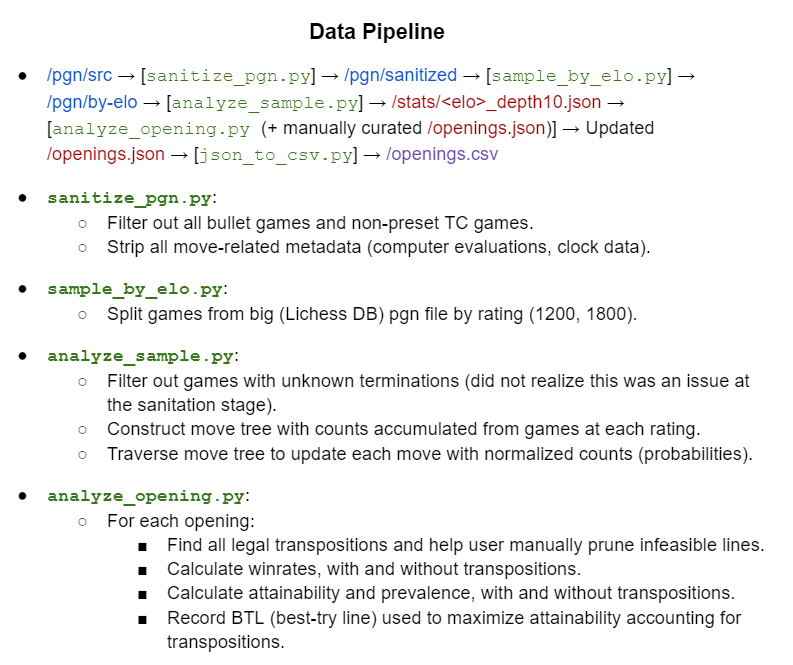 Data Pipeline
● /pgn/src → [sanitize_pgn.py] → /pgn/sanitized → [sample_by_elo.py] →
/pgn/by-elo → [analyze_sample.py] → /stats/<elo>_depth10.json →
[analyze_opening.py (+ manually curated /openings.json)] → Updated
/openings.json → [json_to_csv.py] → /openings.csv
● sanitize_pgn.py:
○ Filter out all bullet games and non-preset TC games.
○ Strip all move-related metadata (computer evaluations, clock data).
● sample_by_elo.py:
○ Split games from big (Lichess DB) pgn file by rating (1200, 1800).
● analyze_sample.py:
○ Filter out games with unknown terminations (did not realize this was an issue at
the sanitation stage).
○ Construct move tree with counts accumulated from games at each rating.
○ Traverse move tree to update each move with normalized counts (probabilities).
● analyze_opening.py:
○ For each opening:
■ Find all legal transpositions and help user manually prune infeasible lines.
■ Calculate winrates, with and without transpositions.
■ Calculate attainability and prevalence, with and without transpositions.
■ Record BTL (best-try line) used to maximize attainability accounting for
transpositions.